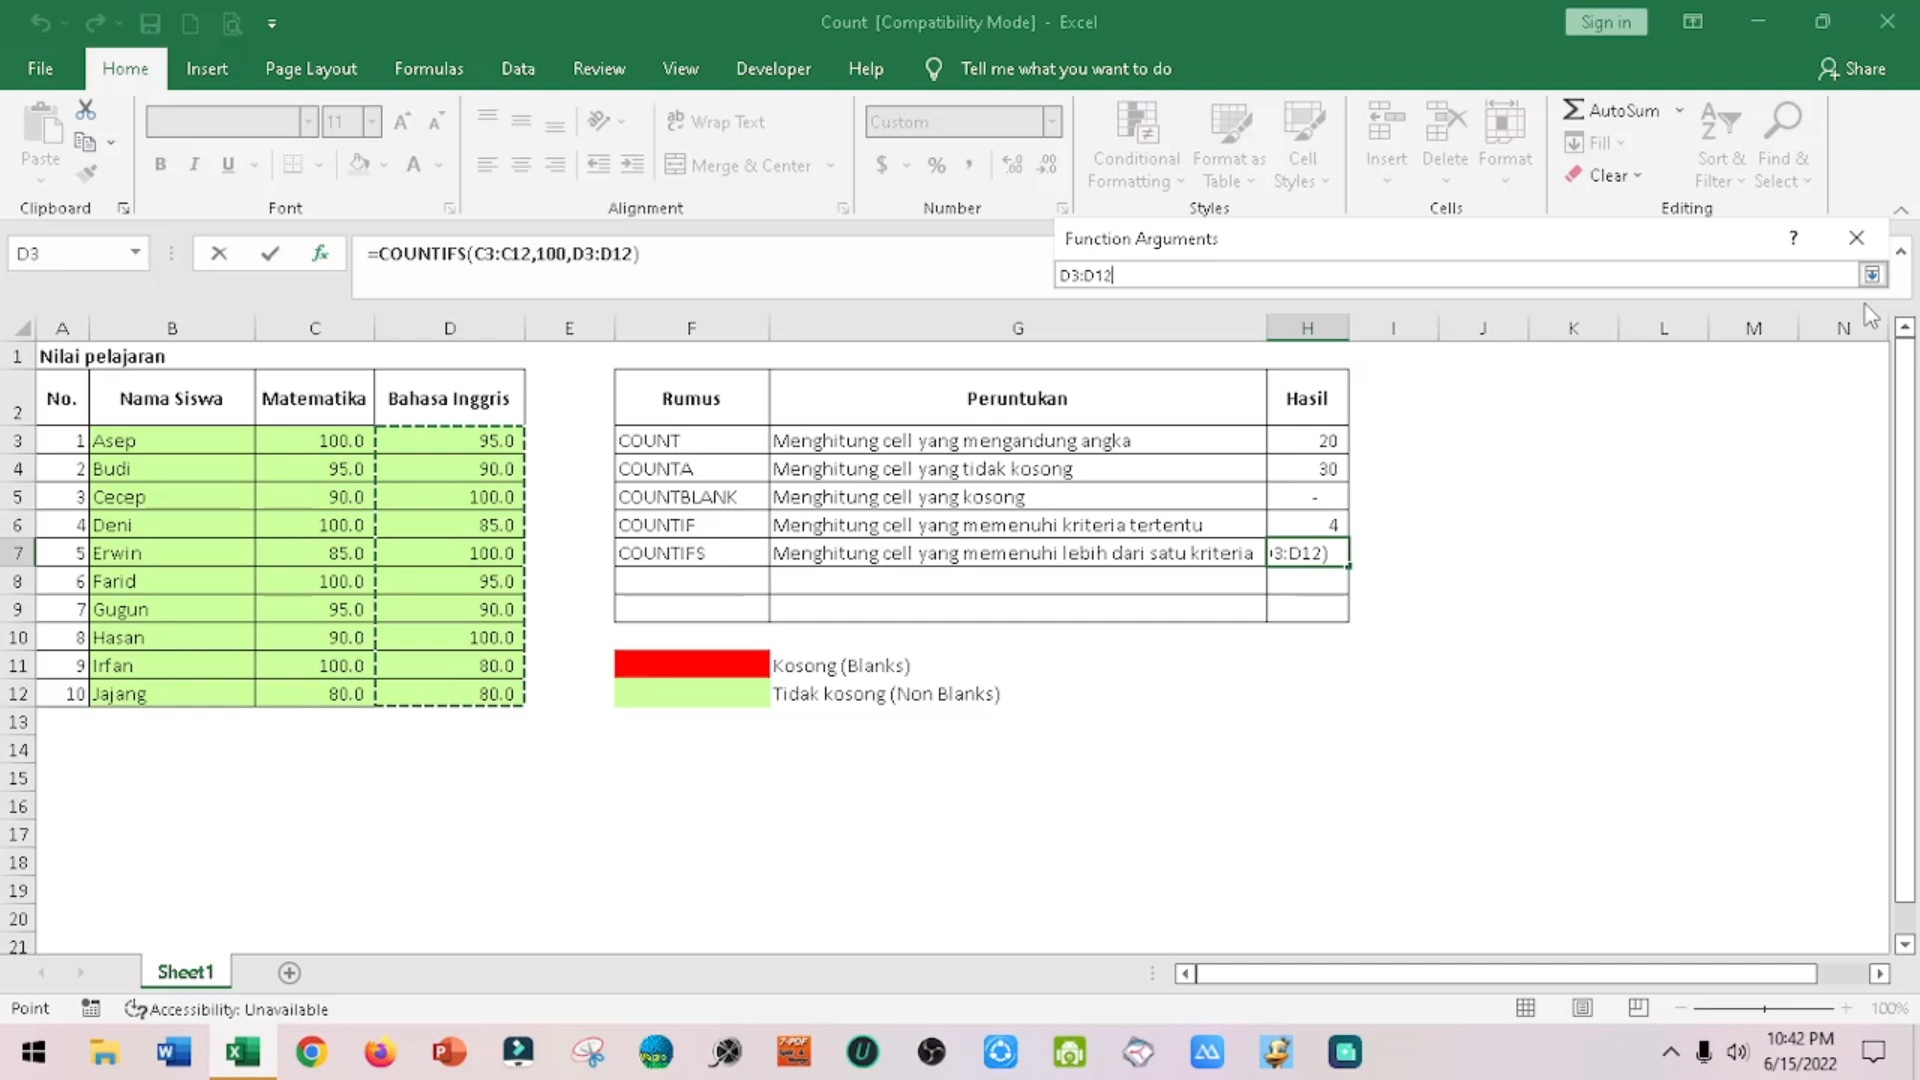 Count [Compatibility Mode] - Excel
Sign in
File Home Insert Page Layout Formulas Data Review View Developer Help Tell me what you want to do Share
Paste
11
B I U
A
Wrap Text
Merge & Center
Custom
$ % ,
Conditional Formatting
Format as Table
Cell Styles
Insert
Delete
Format
AutoSum
Fill
Clear
Sort & Filter
Find & Select
Clipboard Font Alignment Number Styles Cells Editing
D3
fx
=COUNTIFS(C3:C12,100,D3:D12)
Function Arguments ?
D3:D12
A B C D E F G H I J K L M N
1 Nilai pelajaran
2 No. Nama Siswa Matematika Bahasa Inggris Rumus Peruntukan Hasil
3 1 Asep 100.0 95.0 COUNT Menghitung cell yang mengandung angka 20
4 2 Budi 95.0 90.0 COUNTA Menghitung cell yang tidak kosong 30
5 3 Cecep 90.0 100.0 COUNTBLANK Menghitung cell yang kosong -
6 4 Deni 100.0 85.0 COUNTIF Menghitung cell yang memenuhi kriteria tertentu 4
7 5 Erwin 85.0 100.0 COUNTIFS Menghitung cell yang memenuhi lebih dari satu kriteria 3:D12)
8 6 Farid 100.0 95.0
9 7 Gugun 95.0 90.0
10 8 Hasan 90.0 100.0
11 9 Irfan 100.0 80.0 Kosong (Blanks)
12 10 Jajang 80.0 80.0 Tidak kosong (Non Blanks)
13
14
15
16
17
18
19
20
21
Sheet1
Point Accessibility: Unavailable 100%
10:42 PM
6/15/2022